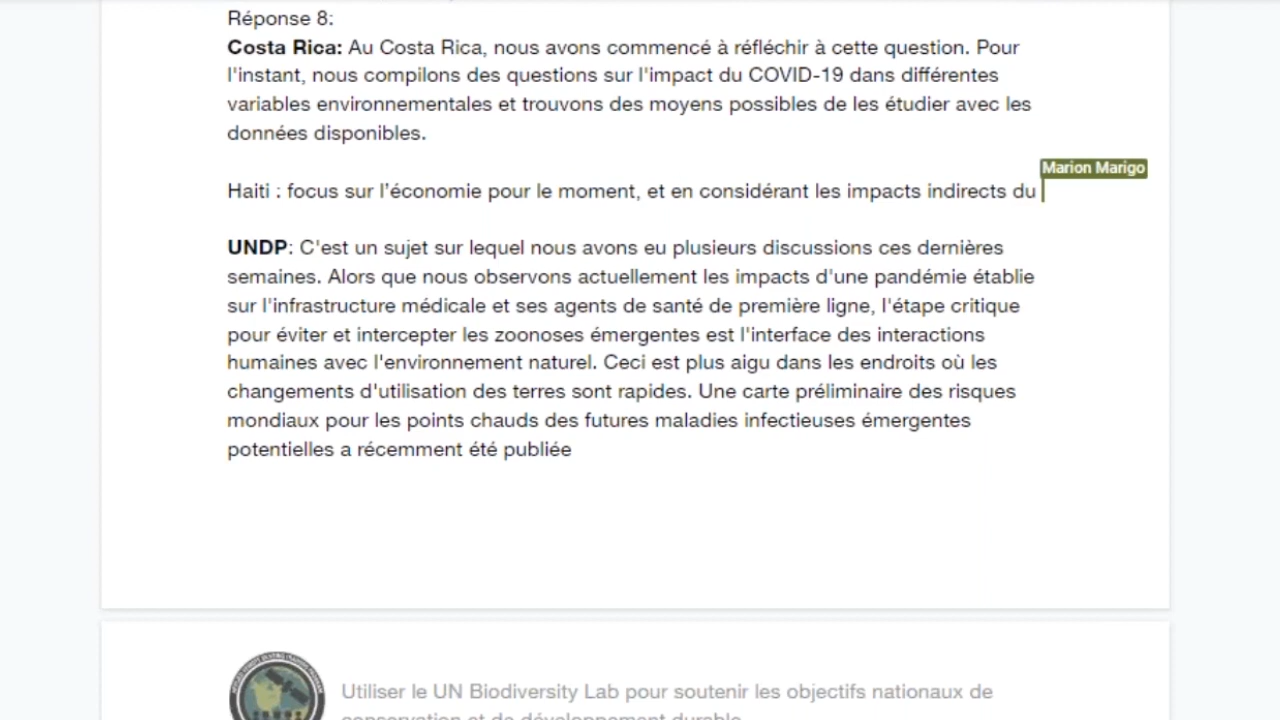 Réponse 8:
Costa Rica: Au Costa Rica, nous avons commencé à réfléchir à cette question. Pour
l'instant, nous compilons des questions sur l'impact du COVID-19 dans différentes
variables environnementales et trouvons des moyens possibles de les étudier avec les
données disponibles.
Marion Marigo
Haiti : focus sur l’économie pour le moment, et en considérant les impacts indirects du
UNDP: C'est un sujet sur lequel nous avons eu plusieurs discussions ces dernières
semaines. Alors que nous observons actuellement les impacts d'une pandémie établie
sur l'infrastructure médicale et ses agents de santé de première ligne, l'étape critique
pour éviter et intercepter les zoonoses émergentes est l'interface des interactions
humaines avec l'environnement naturel. Ceci est plus aigu dans les endroits où les
changements d'utilisation des terres sont rapides. Une carte préliminaire des risques
mondiaux pour les points chauds des futures maladies infectieuses émergentes
potentielles a récemment été publiée
Utiliser le UN Biodiversity Lab pour soutenir les objectifs nationaux de
conservation et de développement durable